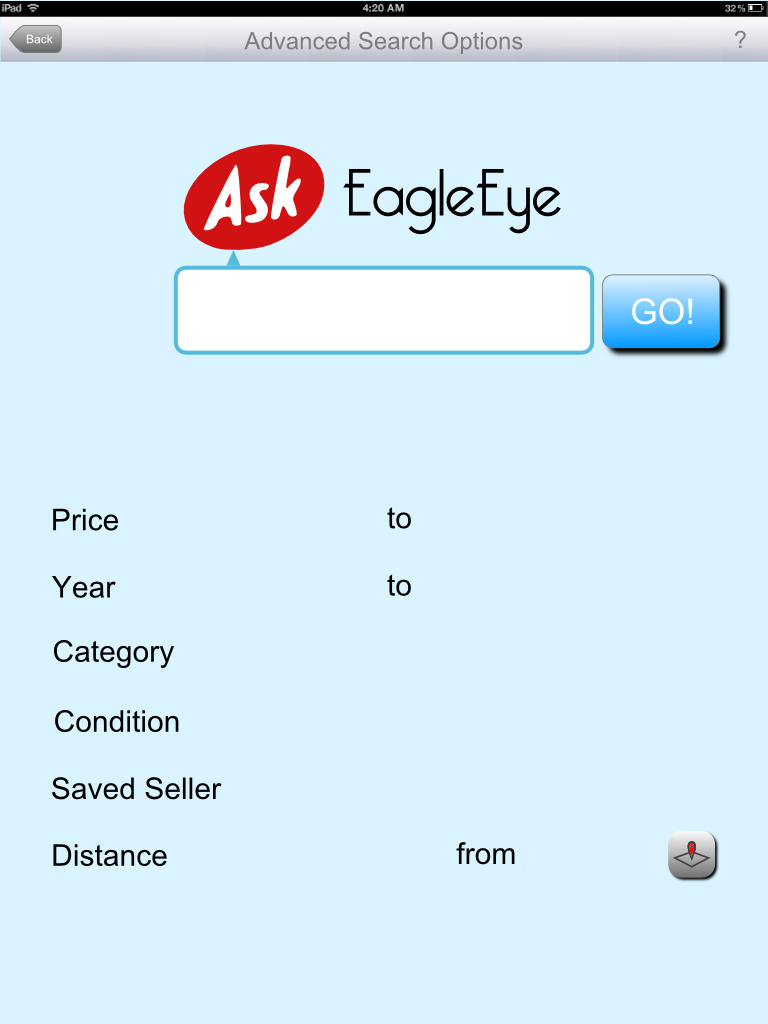 iPad 4:20 AM 32%
Back Advanced Search Options ?
Ask EagleEye
GO!
Price to
Year to
Category
Condition
Saved Seller
Distance from